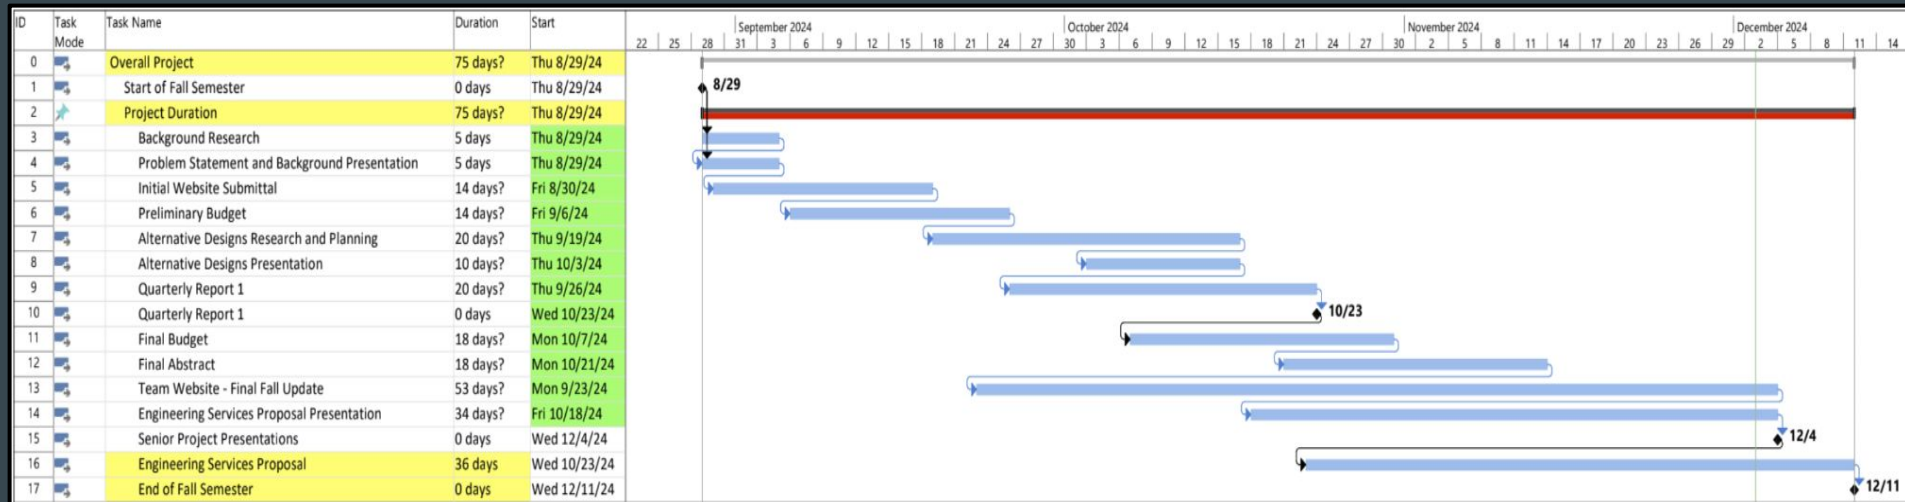 ID Task Mode Task Name Duration Start
September 2024 October 2024 November 2024 December 2024
22 25 28 31 3 6 9 12 15 18 21 24 27 30 3 6 9 12 15 18 21 24 27 30 2 5 8 11 14 17 20 23 26 29 2 5 8 11 14
0 Overall Project 75 days? Thu 8/29/24
1 Start of Fall Semester 0 days Thu 8/29/24 8/29
2 Project Duration 75 days? Thu 8/29/24
3 Background Research 5 days Thu 8/29/24
4 Problem Statement and Background Presentation 5 days Thu 8/29/24
5 Initial Website Submittal 14 days? Fri 8/30/24
6 Preliminary Budget 14 days? Fri 9/6/24
7 Alternative Designs Research and Planning 20 days? Thu 9/19/24
8 Alternative Designs Presentation 10 days? Thu 10/3/24
9 Quarterly Report 1 20 days? Thu 9/26/24
10 Quarterly Report 1 0 days Wed 10/23/24 10/23
11 Final Budget 18 days? Mon 10/7/24
12 Final Abstract 18 days? Mon 10/21/24
13 Team Website - Final Fall Update 53 days? Mon 9/23/24
14 Engineering Services Proposal Presentation 34 days? Fri 10/18/24
15 Senior Project Presentations 0 days Wed 12/4/24 12/4
16 Engineering Services Proposal 36 days Wed 10/23/24
17 End of Fall Semester 0 days Wed 12/11/24 12/11